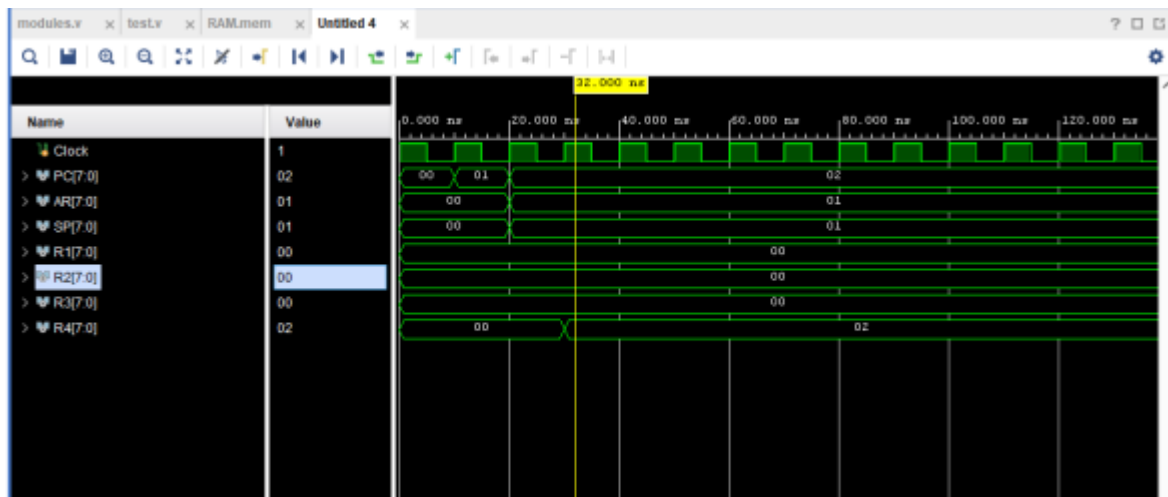 modules.v × test.v × RAM.mem × Untitled 4 ×
32.000 ns
Name Value 0.000 ns 20.000 ns 40.000 ns 60.000 ns 80.000 ns 100.000 ns 120.000 ns
Clock 1
PC[7:0] 02 00 01 02
AR[7:0] 01 00 01
SP[7:0] 01 00 01
R1[7:0] 00 00
R2[7:0] 00 00
R3[7:0] 00 00
R4[7:0] 02 00 02